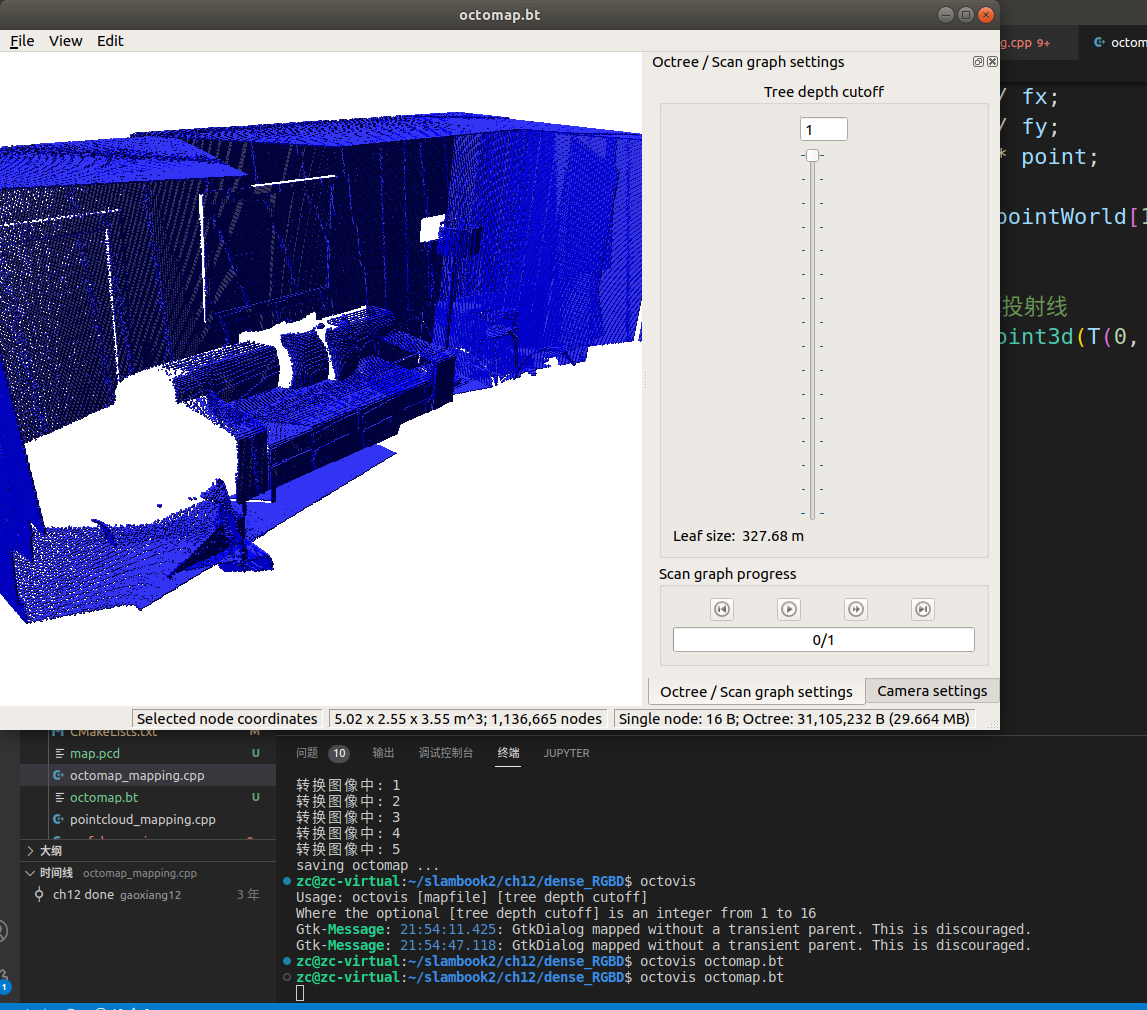 octomap.bt
File View Edit
Octree / Scan graph settings
g.cpp 9+
octom
Tree depth cutoff
1
/ fx;
/ fy;
* point;
pointWorld[1
投射线
oint3d(T(0,
Leaf size: 327.68 m
Scan graph progress
0/1
Octree / Scan graph settings
Camera settings
Selected node coordinates
5.02 x 2.55 x 3.55 m^3; 1,136,665 nodes
Single node: 16 B; Octree: 31,105,232 B (29.664 MB)
CMakeLists.txt M
map.pcd U
octomap_mapping.cpp
octomap.bt U
pointcloud_mapping.cpp
大纲
时间线 octomap_mapping.cpp
ch12 done gaoxiang12 3 年
问题 10 输出 调试控制台 终端 JUPYTER
转换图像中: 1
转换图像中: 2
转换图像中: 3
转换图像中: 4
转换图像中: 5
saving octomap ...
zc@zc-virtual:~/slambook2/ch12/dense_RGBD$ octovis
Usage: octovis [mapfile] [tree depth cutoff]
Where the optional [tree depth cutoff] is an integer from 1 to 16
Gtk-Message: 21:54:11.425: GtkDialog mapped without a transient parent. This is discouraged.
Gtk-Message: 21:54:47.118: GtkDialog mapped without a transient parent. This is discouraged.
zc@zc-virtual:~/slambook2/ch12/dense_RGBD$ octovis octomap.bt
zc@zc-virtual:~/slambook2/ch12/dense_RGBD$ octovis octomap.bt
1